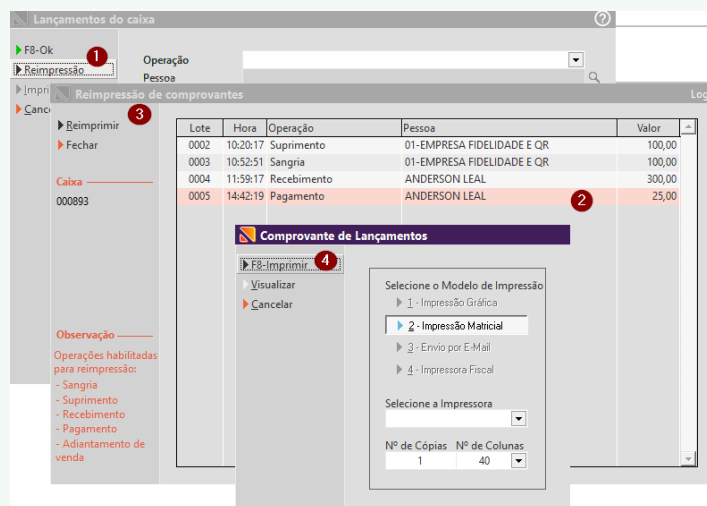 Lançamentos do caixa
F8-Ok
1
Reimpressão
Operação
Pessoa
Reimpressão de comprovantes
3
Reimprimir
Fechar
Caixa
000893
Lote Hora Operação Pessoa Valor
0002 10:20:17 Suprimento 01-EMPRESA FIDELIDADE E QR 100,00
0003 10:52:51 Sangria 01-EMPRESA FIDELIDADE E QR 100,00
0004 11:59:17 Recebimento ANDERSON LEAL 300,00
0005 14:42:19 Pagamento ANDERSON LEAL 25,00
2
Comprovante de Lançamentos
F8-Imprimir
4
Visualizar
Cancelar
Selecione o Modelo de Impressão
1 - Impressão Gráfica
2 - Impressão Matricial
3 - Envio por E-Mail
4 - Impressora Fiscal
Selecione a Impressora
Nº de Cópias Nº de Colunas
1 40
Observação
Operações habilitadas
para reimpressão:
- Sangria
- Suprimento
- Recebimento
- Pagamento
- Adiantamento de
venda